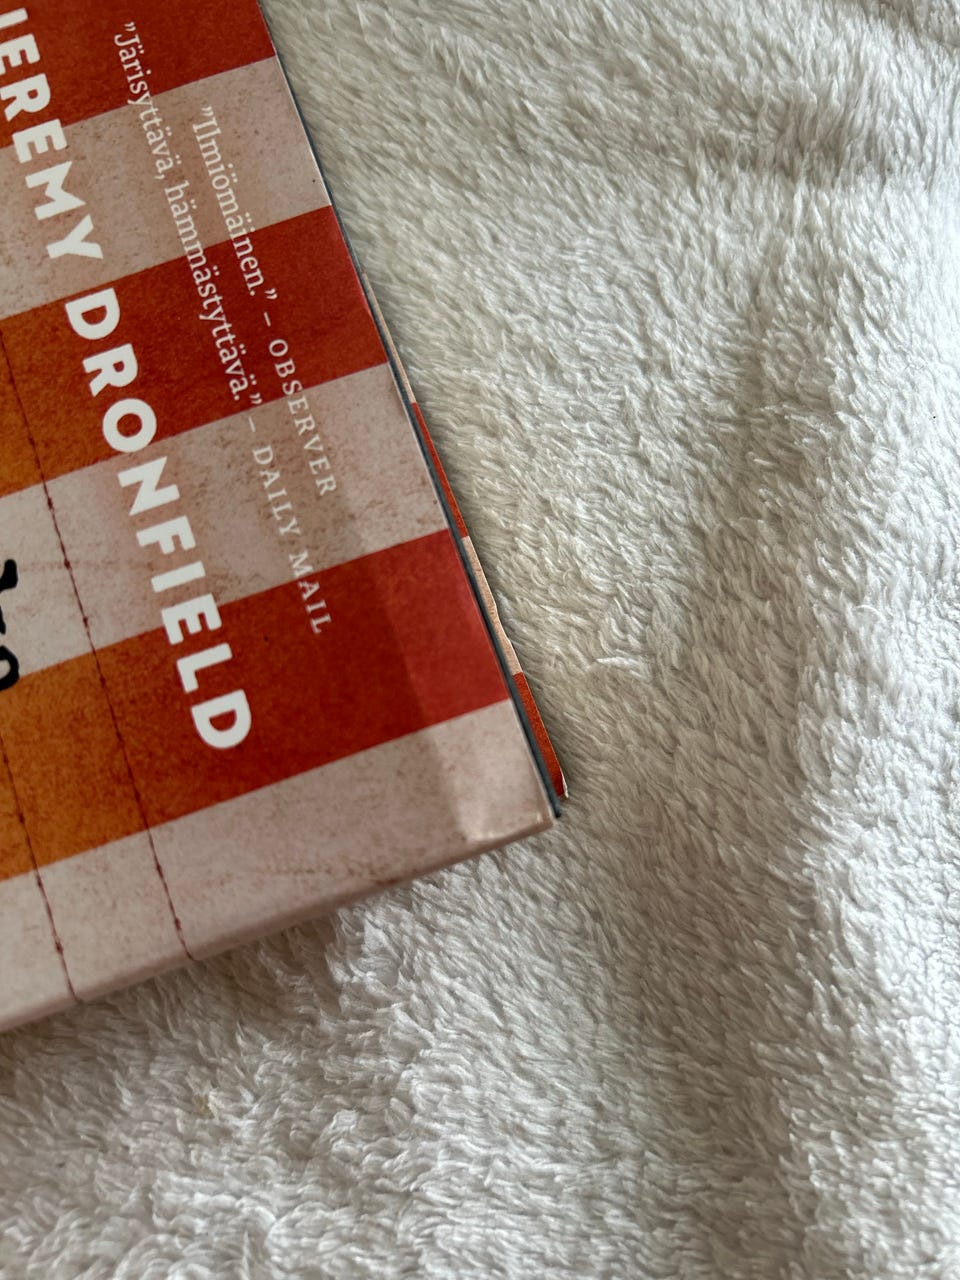 ”Ilmiömäinen.” – OBSERVER
”Järisyttävä, hämmästyttävä.” – DAILY MAIL
JEREMY DRONFIELD